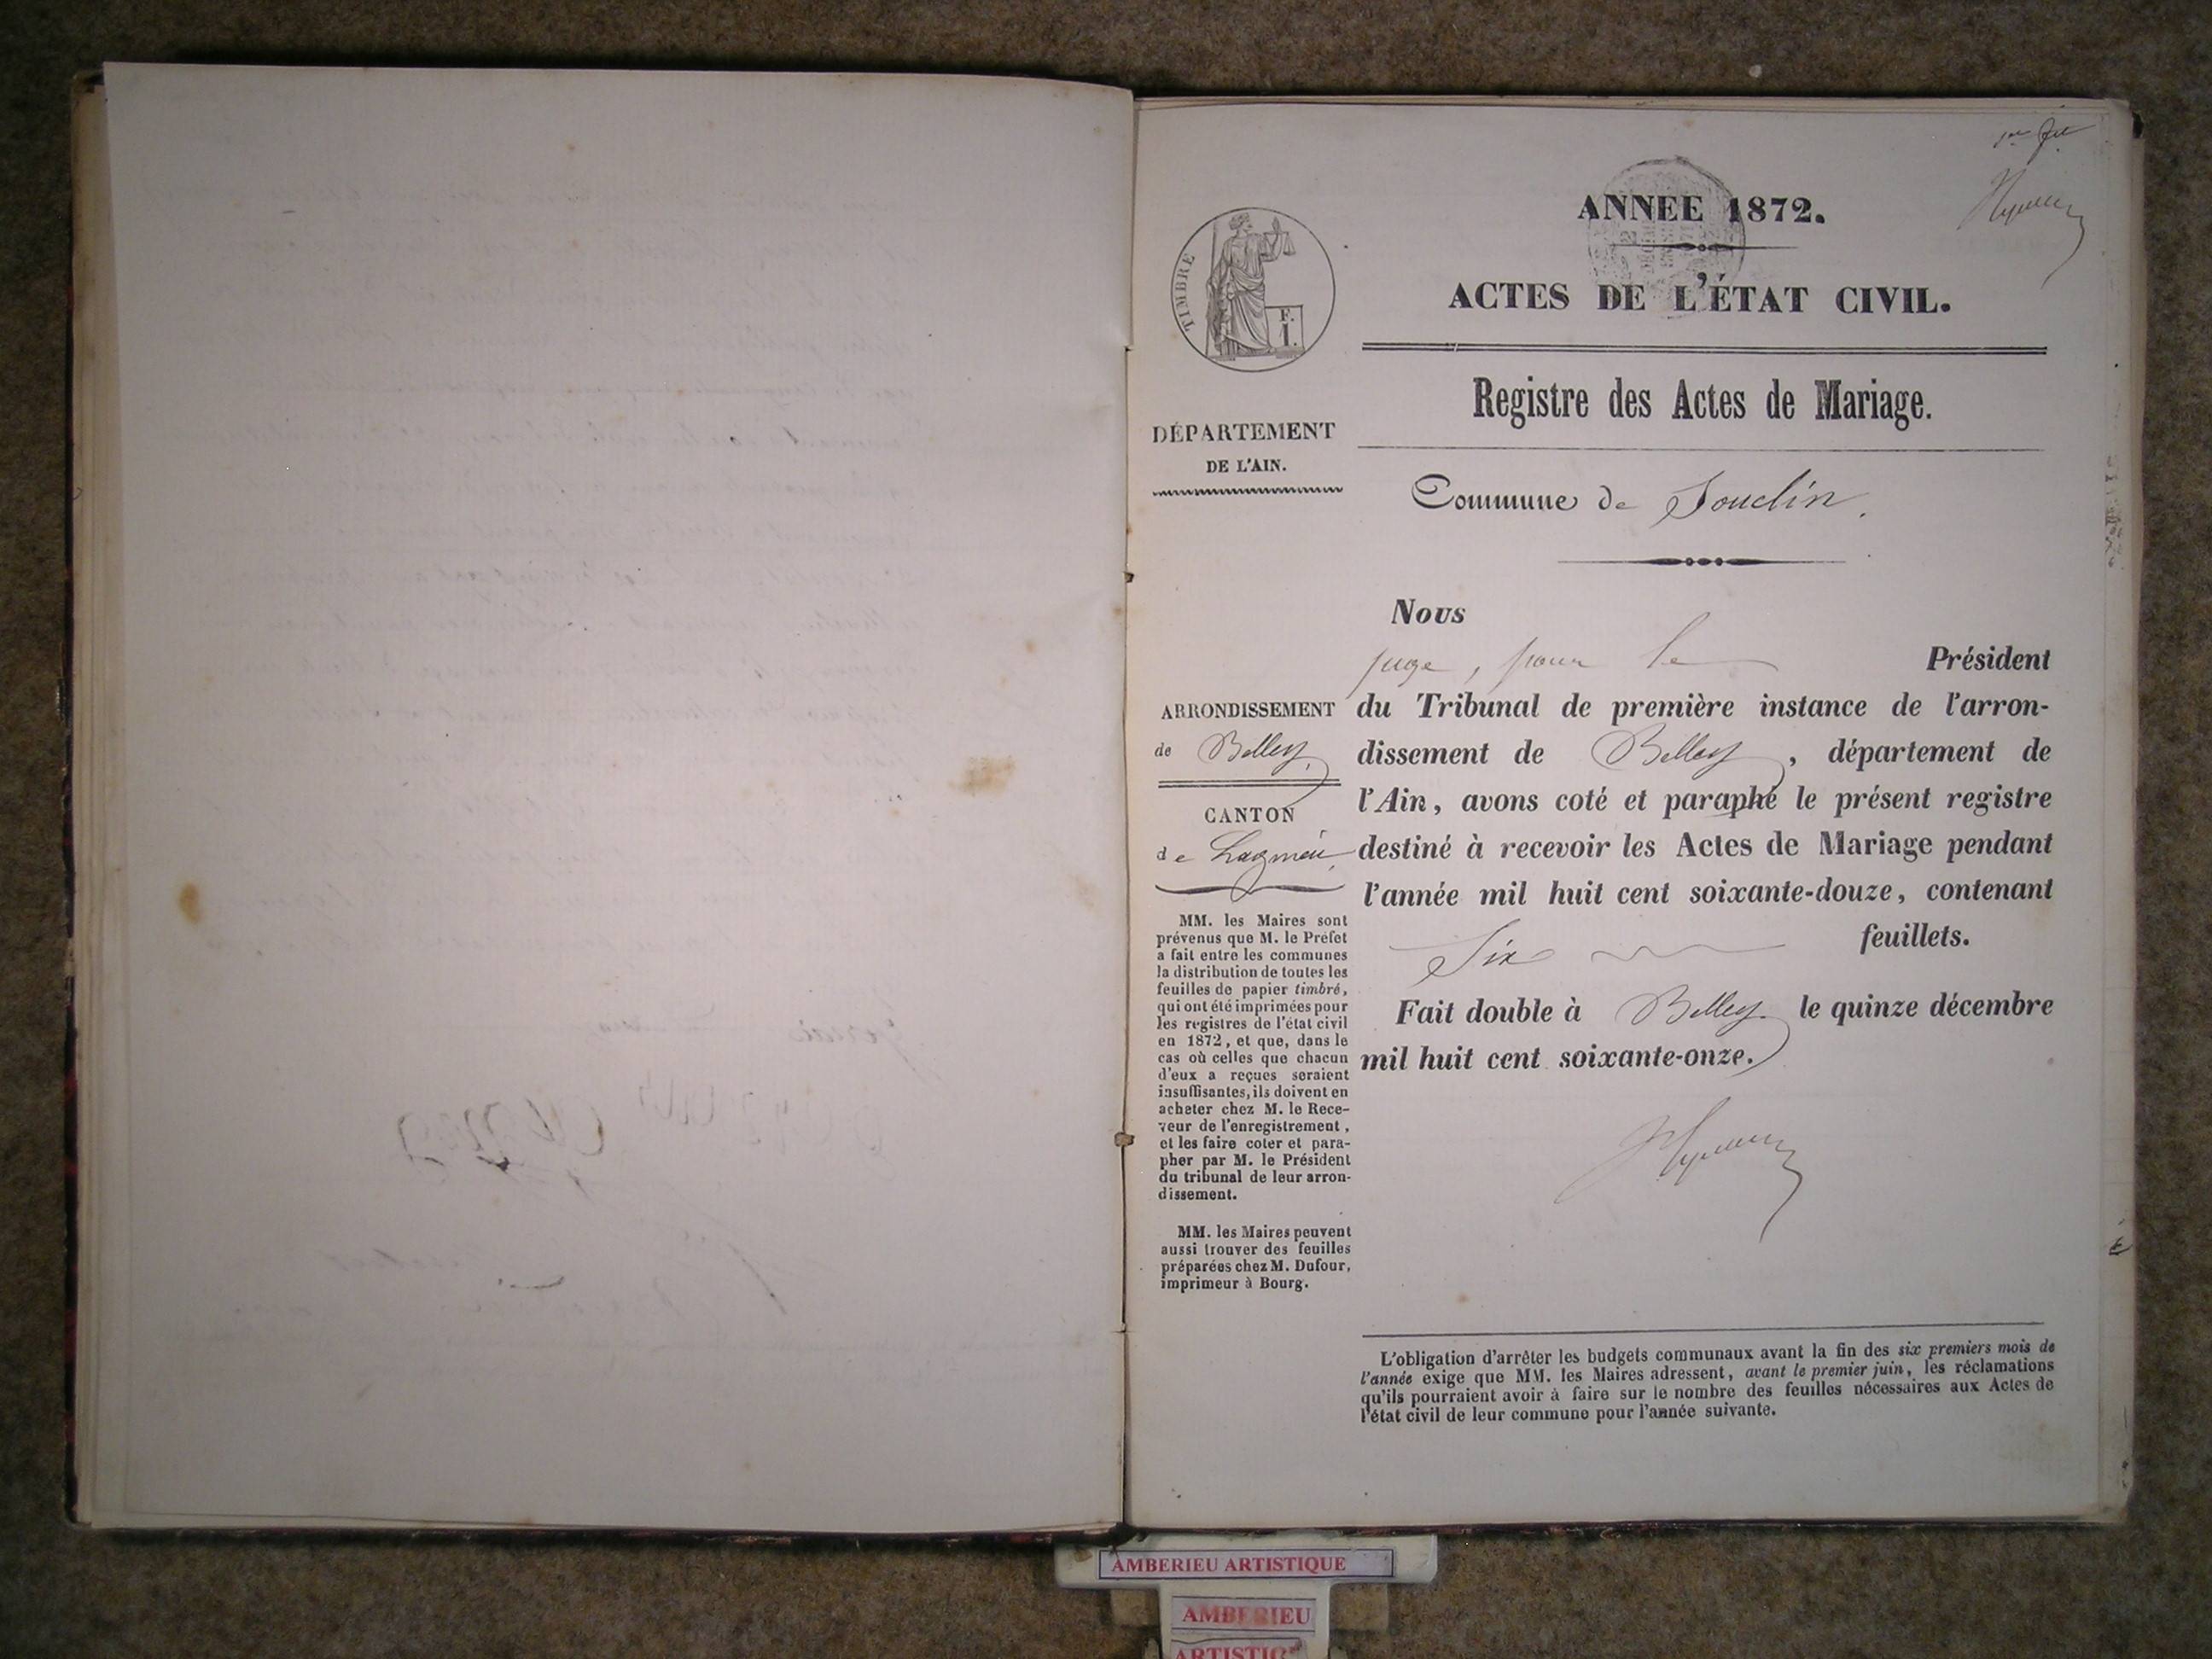 ANNEE 1872.
ACTES DE L'ÉTAT CIVIL.
Registre des Actes de Mariage.
Commune de Souclin.
TIMBRE
F.
1.
DÉPARTEMENT
DE L'AIN.
ARRONDISSEMENT
de Belley.
CANTON
de Lagnieu
MM. les Maires sont
prévenus que M. le Préfet
a fait entre les communes
la distribution de toutes les
feuilles de papier timbré,
qui ont été imprimées pour
les registres de l'état civil
en 1872, et que, dans le
cas où celles que chacun
d'eux a reçues seraient
insuffisantes, ils doivent en
acheter chez M. le Rece-
veur de l'enregistrement,
et les faire coter et para-
pher par M. le Président
du tribunal de leur arron-
dissement.
MM. les Maires peuvent
aussi trouver des feuilles
préparées chez M. Dufour,
imprimeur à Bourg.
Nous
juge, pour le Président
du Tribunal de première instance de l'arron-
dissement de Belley, département de
l'Ain, avons coté et paraphé le présent registre
destiné à recevoir les Actes de Mariage pendant
l'année mil huit cent soixante-douze, contenant
Six feuillets.
Fait double à Belley le quinze décembre
mil huit cent soixante-onze.
L'obligation d'arrêter les budgets communaux avant la fin des six premiers mois de
l'année exige que MM. les Maires adressent, avant le premier juin, les réclamations
qu'ils pourraient avoir à faire sur le nombre des feuilles nécessaires aux Actes de
l'état civil de leur commune pour l'année suivante.
AMBERIEU ARTISTIQUE
AMBERIEU
ARTISTIQ